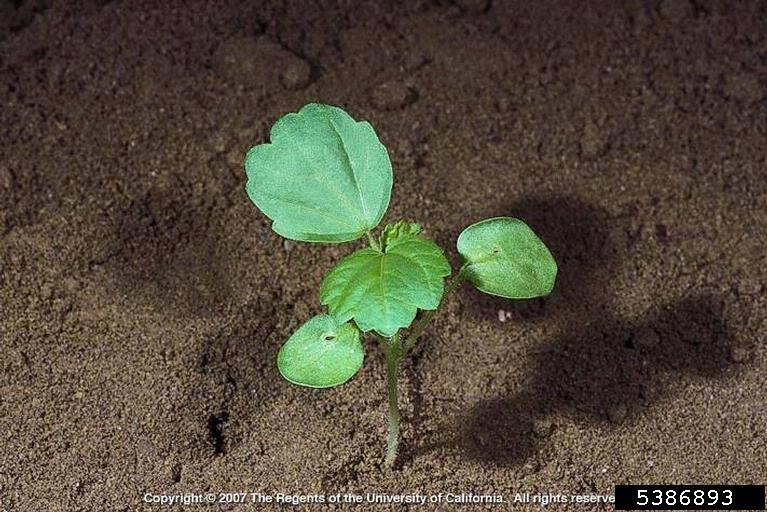 Copyright © 2007 The Regents of the University of California. All rights reserve
5386893